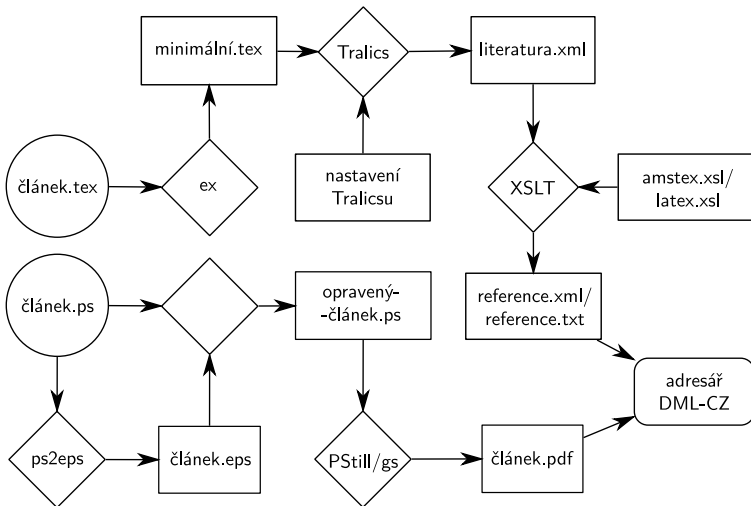 minimální.tex
Tralics
literatura.xml
článek.tex
ex
nastavení
Tralicsu
XSLT
amstex.xsl/
latex.xsl
článek.ps
opravený-
-článek.ps
reference.xml/
reference.txt
adresář
DML-CZ
ps2eps
článek.eps
PStill/gs
článek.pdf